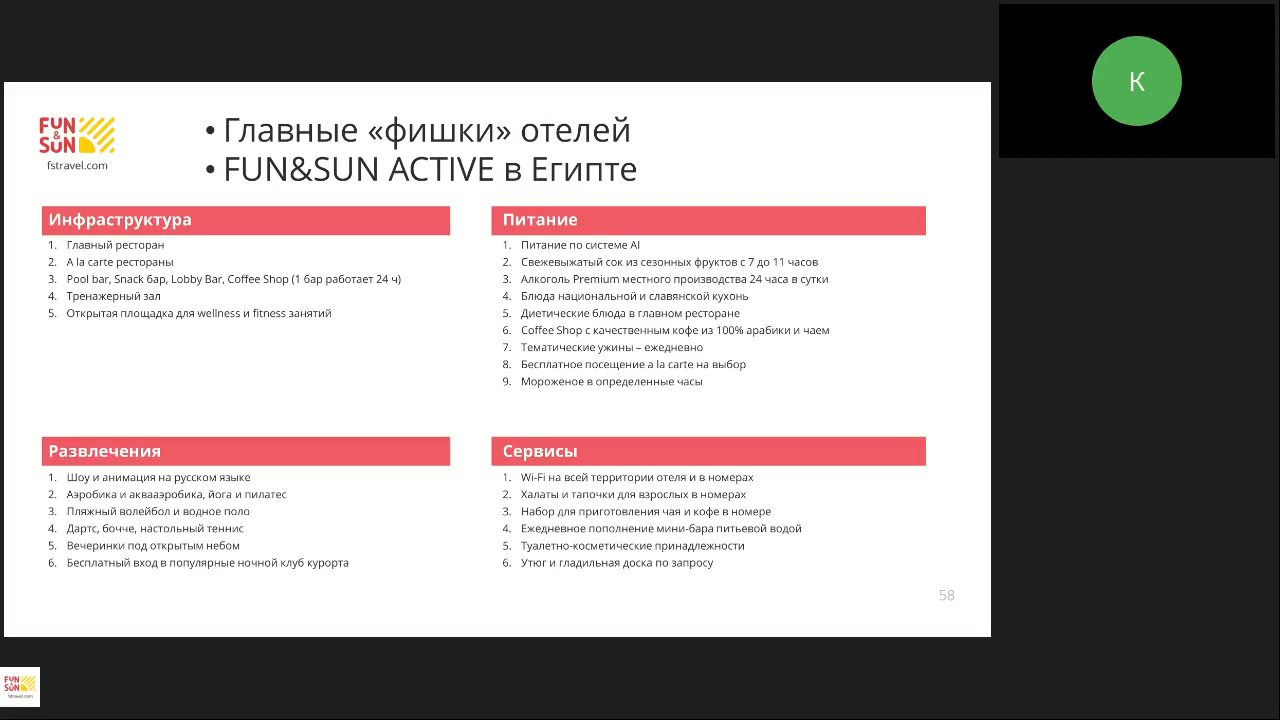 K
FUN
&
SUN
fstravel.com
• Главные «фишки» отелей
• FUN&SUN ACTIVE в Египте
Инфраструктура
1. Главный ресторан
2. A la carte рестораны
3. Pool bar, Snack бар, Lobby Bar, Coffee Shop (1 бар работает 24 ч)
4. Тренажерный зал
5. Открытая площадка для wellness и fitness занятий
Питание
1. Питание по системе AI
2. Свежевыжатый сок из сезонных фруктов с 7 до 11 часов
3. Алкоголь Premium местного производства 24 часа в сутки
4. Блюда национальной и славянской кухонь
5. Диетические блюда в главном ресторане
6. Coffee Shop с качественным кофе из 100% арабики и чаем
7. Тематические ужины – ежедневно
8. Бесплатное посещение a la carte на выбор
9. Мороженое в определенные часы
Развлечения
1. Шоу и анимация на русском языке
2. Аэробика и аквааэробика, йога и пилатес
3. Пляжный волейбол и водное поло
4. Дартс, бочче, настольный теннис
5. Вечеринки под открытым небом
6. Бесплатный вход в популярные ночной клуб курорта
Сервисы
1. Wi-Fi на всей территории отеля и в номерах
2. Халаты и тапочки для взрослых в номерах
3. Набор для приготовления чая и кофе в номере
4. Ежедневное пополнение мини-бара питьевой водой
5. Туалетно-косметические принадлежности
6. Утюг и гладильная доска по запросу
58
FUN
&
SUN
fstravel.com